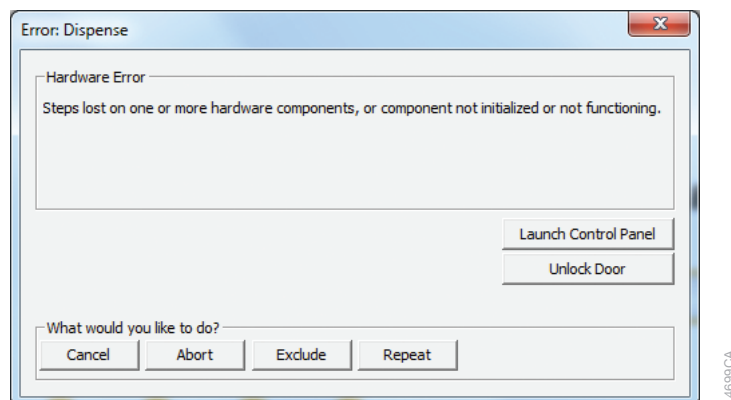 Error: Dispense
Hardware Error
Steps lost on one or more hardware components, or component not initialized or not functioning.
Launch Control Panel
Unlock Door
What would you like to do?
Cancel
Abort
Exclude
Repeat
4699CA